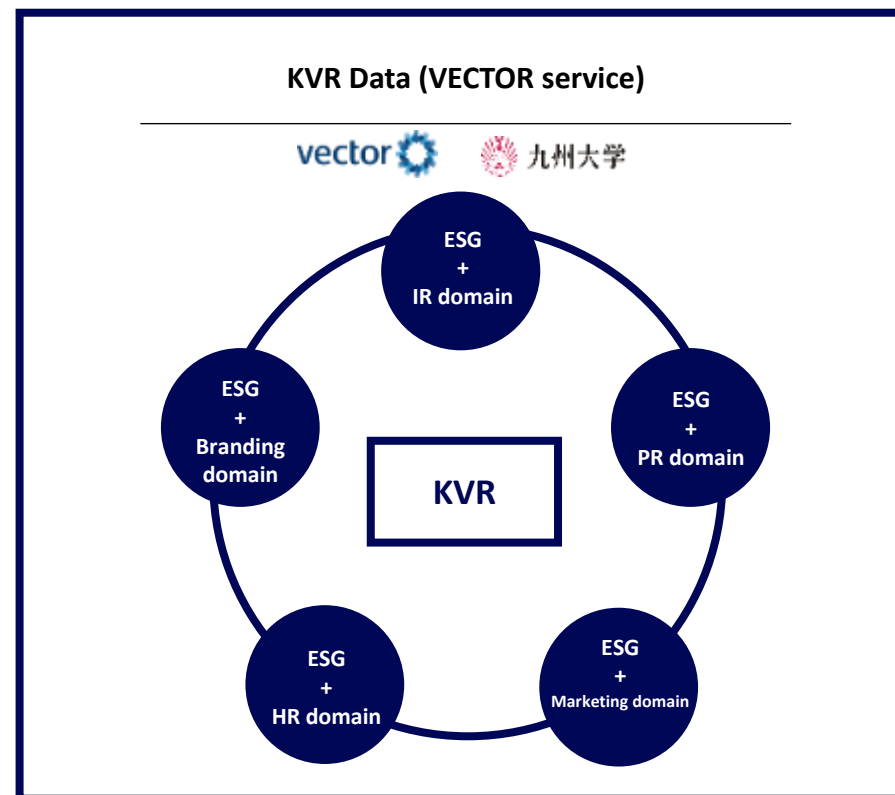 KVR Data (VECTOR service)
vector 九州大学
ESG
+
IR domain
ESG
+
PR domain
ESG
+
Marketing domain
ESG
+
HR domain
ESG
+
Branding
domain
KVR